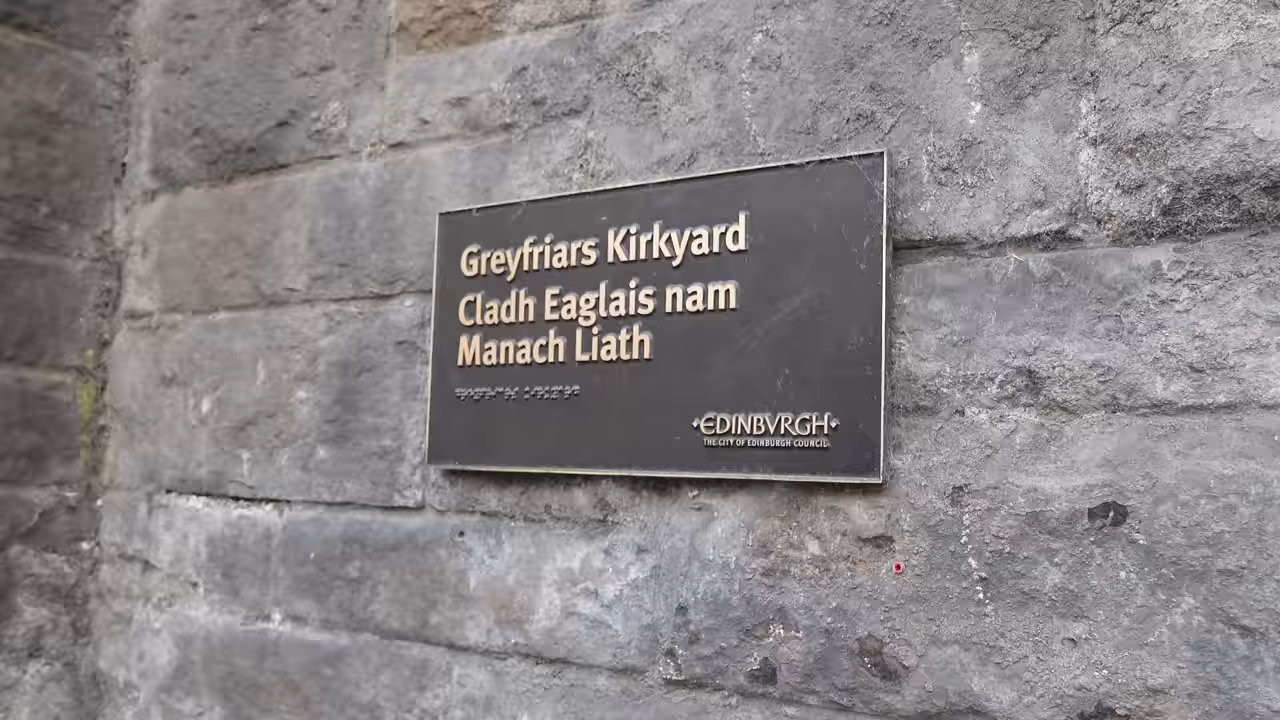 Greyfriars Kirkyard
Cladh Eaglais nam
Manach Liath
EDINBVRGH
THE CITY OF EDINBURGH COUNCIL